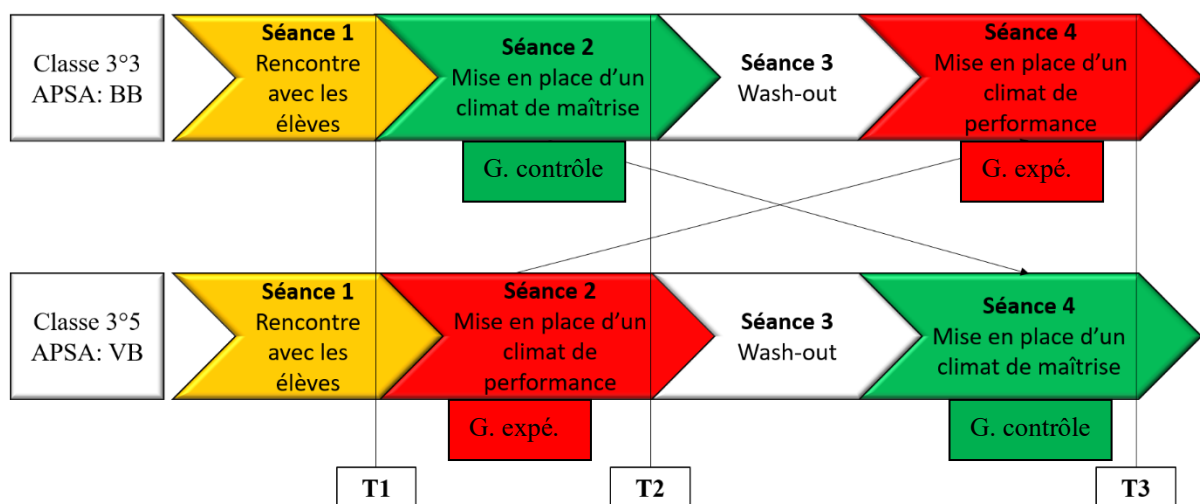 Classe 3°3
APSA: BB
Séance 1
Rencontre
avec les
élèves
Séance 2
Mise en place d’un
climat de maîtrise
Séance 3
Wash-out
Séance 4
Mise en place d’un
climat de
performance
G. contrôle
G. expé.
Classe 3°5
APSA: VB
Séance 1
Rencontre
avec les
élèves
Séance 2
Mise en place d’un
climat de
performance
Séance 3
Wash-out
Séance 4
Mise en place d’un
climat de maîtrise
G. expé.
G. contrôle
T1
T2
T3